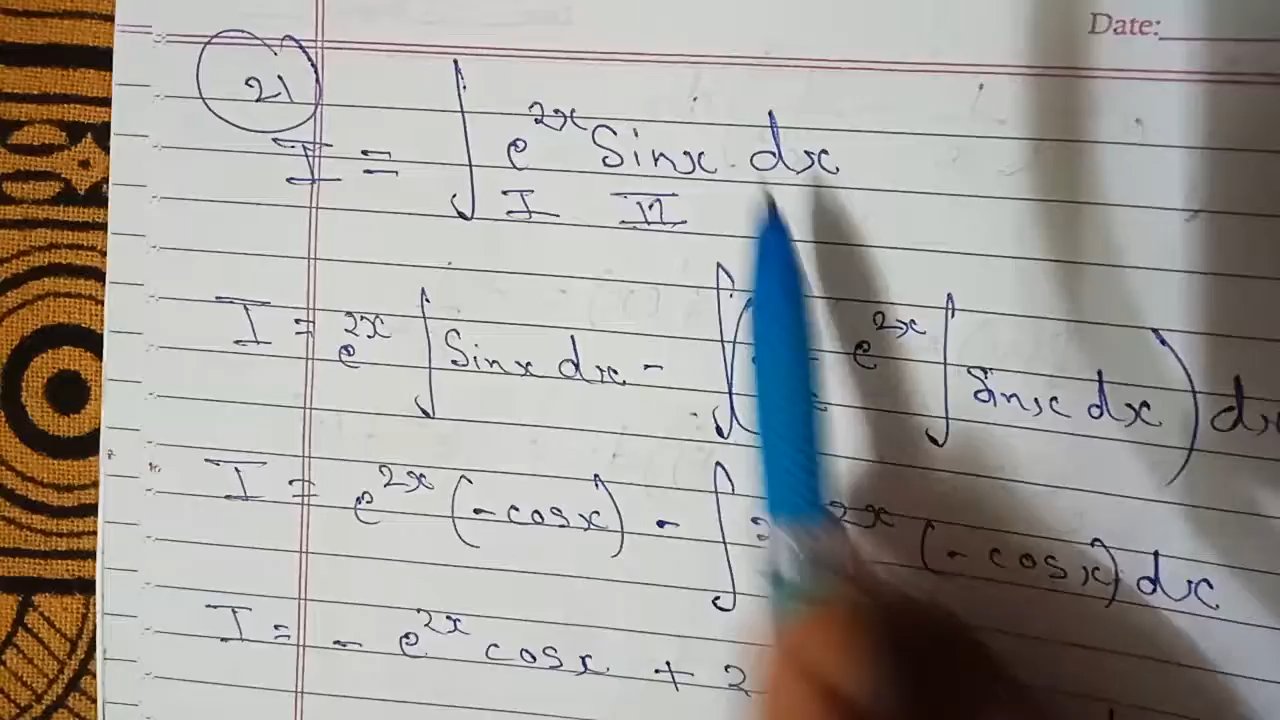 Date:
21
I = ∫ e^{2x} Sinx dx
I II
I = e^{2x} ∫ Sinx dx - ∫( e^{2x} ∫ Sinx dx ) dx
I = e^{2x} (-cosx) - ∫ 2x (-cosx) dx
I = - e^{2x} cosx + 2